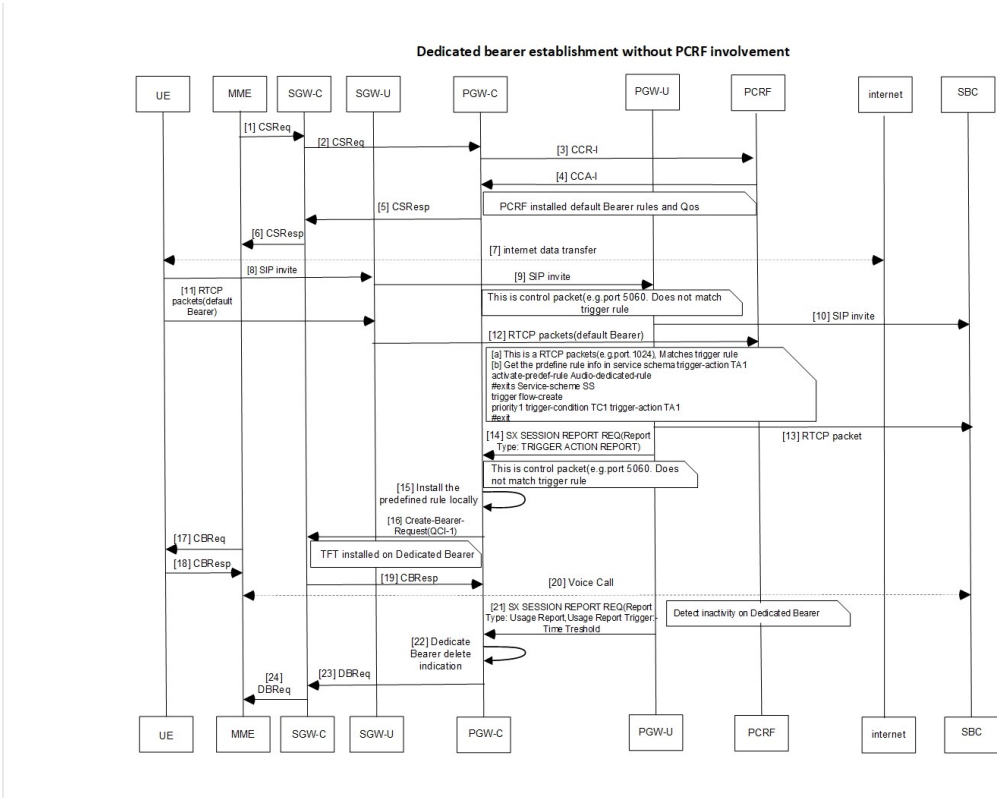 Dedicated bearer establishment without PCRF involvement
UE
MME
SGW-C
SGW-U
PGW-C
PGW-U
PCRF
internet
SBC
[1] CSReq
[2] CSReq
[3] CCR-I
[4] CCA-I
PCRF installed default Bearer rules and Qos
[5] CSResp
[6] CSResp
[7] internet data transfer
[8] SIP invite
[9] SIP invite
[11] RTCP
packets(default
Bearer)
This is control packet(e.g.port 5060. Does not match
trigger rule
[10] SIP invite
[12] RTCP packets(default Bearer)
[a] This is a RTCP packets(e.g.port.1024), Matches trigger rule
[b] Get the prdefine rule info in service schema trigger-action TA1
activate-predef-rule Audio-dedicated-rule
#exits Service-scheme SS
trigger flow-create
priority1 trigger-condition TC1 trigger-action TA1
#exit
[13] RTCP packet
[14] SX SESSION REPORT REQ(Report
Type: TRIGGER ACTION REPORT)
This is control packet(e.g.port 5060. Does
not match trigger rule
[15] Install the
predefined rule locally
[16] Create-Bearer-
Request(QCI-1)
[17] CBReq
TFT installed on Dedicated Bearer
[18] CBResp
[19] CBResp
[20] Voice Call
[21] SX SESSION REPORT REQ(Report
Type: Usage Report,Usage Report Trigger:-
Time Treshold
Detect inactivity on Dedicated Bearer
[22] Dedicate
Bearer delete
indication
[23] DBReq
[24]
DBReq
UE
MME
SGW-C
SGW-U
PGW-C
PGW-U
PCRF
internet
SBC